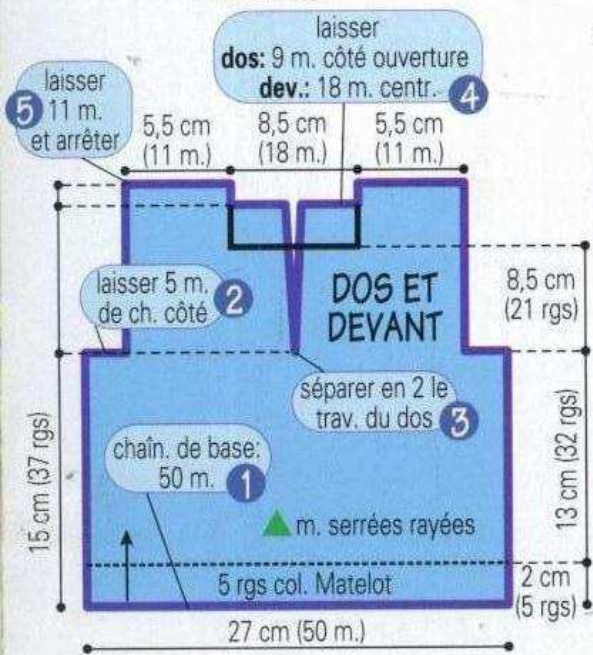 laisser
dos: 9 m. côté ouverture
dev.: 18 m. centr.
4
laisser
5 11 m.
et arrêter
5,5 cm
(11 m.)
8,5 cm
(18 m.)
5,5 cm
(11 m.)
laisser 5 m.
de ch. côté
2
DOS ET
DEVANT
8,5 cm
(21 rgs)
séparer en 2 le
trav. du dos
3
chaîn. de base:
50 m.
1
15 cm (37 rgs)
13 cm (32 rgs)
m. serrées rayées
5 rgs col. Matelot
2 cm
(5 rgs)
27 cm (50 m.)